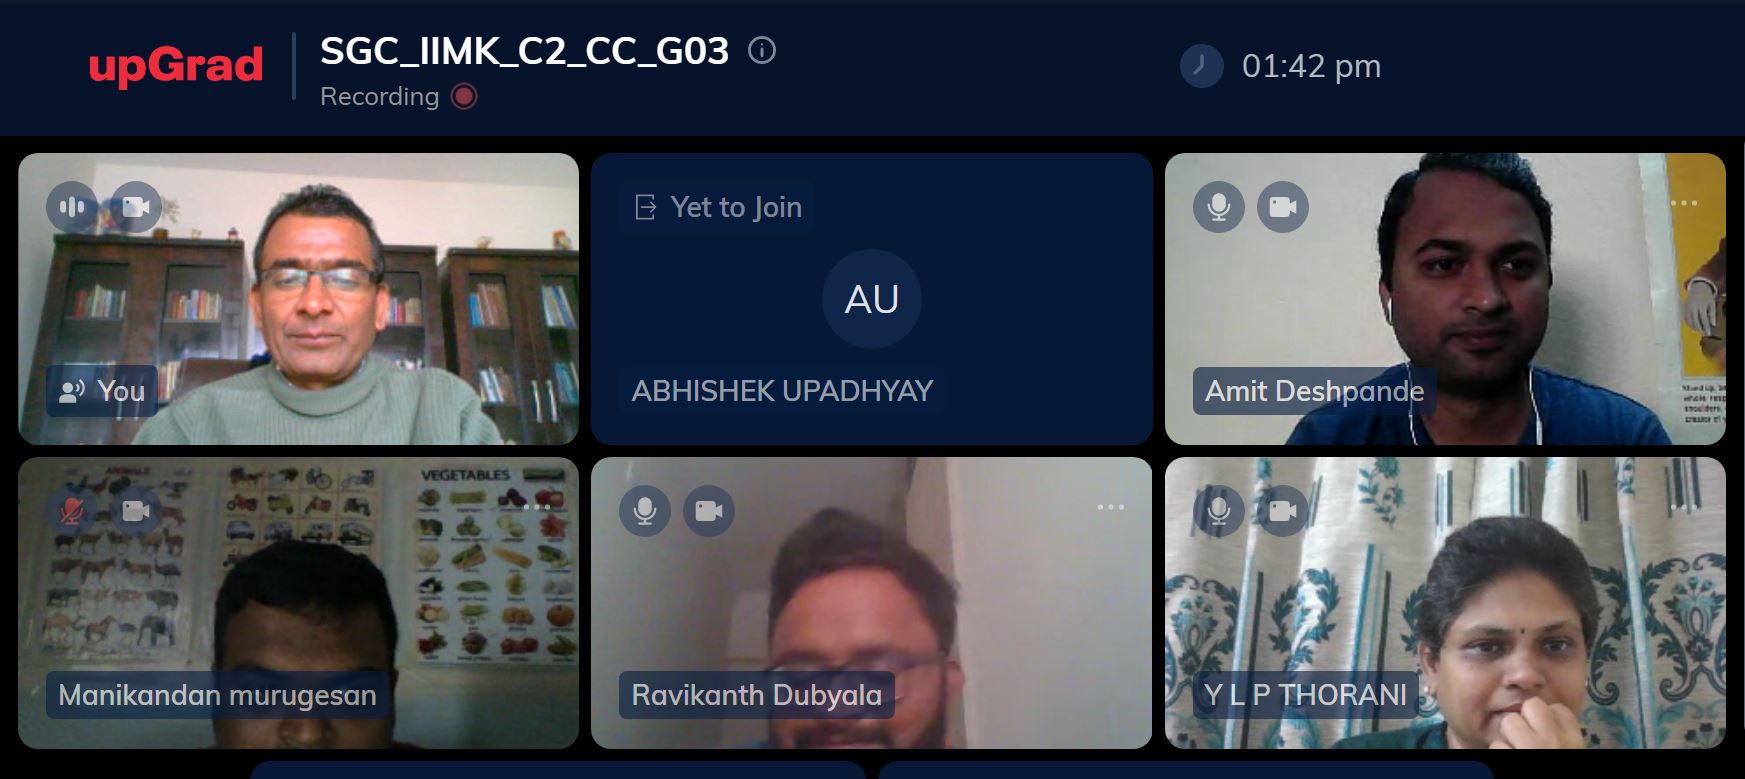 upGrad
SGC_IIMK_C2_CC_G03
Recording
01:42 pm
Yet to Join
AU
You
ABHISHEK UPADHYAY
Amit Deshpande
ANIMALS
VEGETABLES
Manikandan murugesan
Ravikanth Dubyala
Y L P THORANI